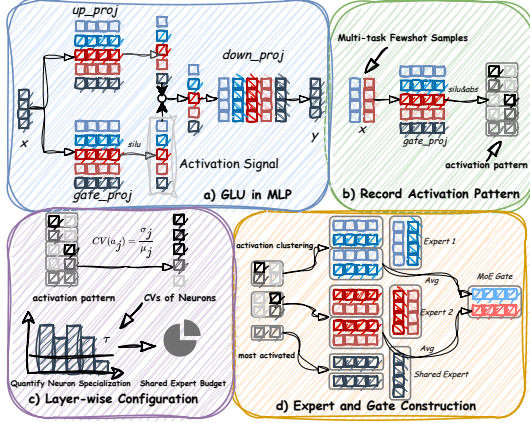 up_proj
down_proj
x
silu
y
Activation Signal
gate_proj
a) GLU in MLP
Multi-task Fewshot Samples
silu&abs
x
gate_proj
activation pattern
b) Record Activation Pattern
CV(a_j) = σ_j / μ_j
activation pattern
CVs of Neurons
τ
Quantify Neuron Specialization
Shared Expert Budget
c) Layer-wise Configuration
activation clustering
Expert 1
MoE Gate
Avg
Expert 2
Avg
most activated
Shared Expert
d) Expert and Gate Construction